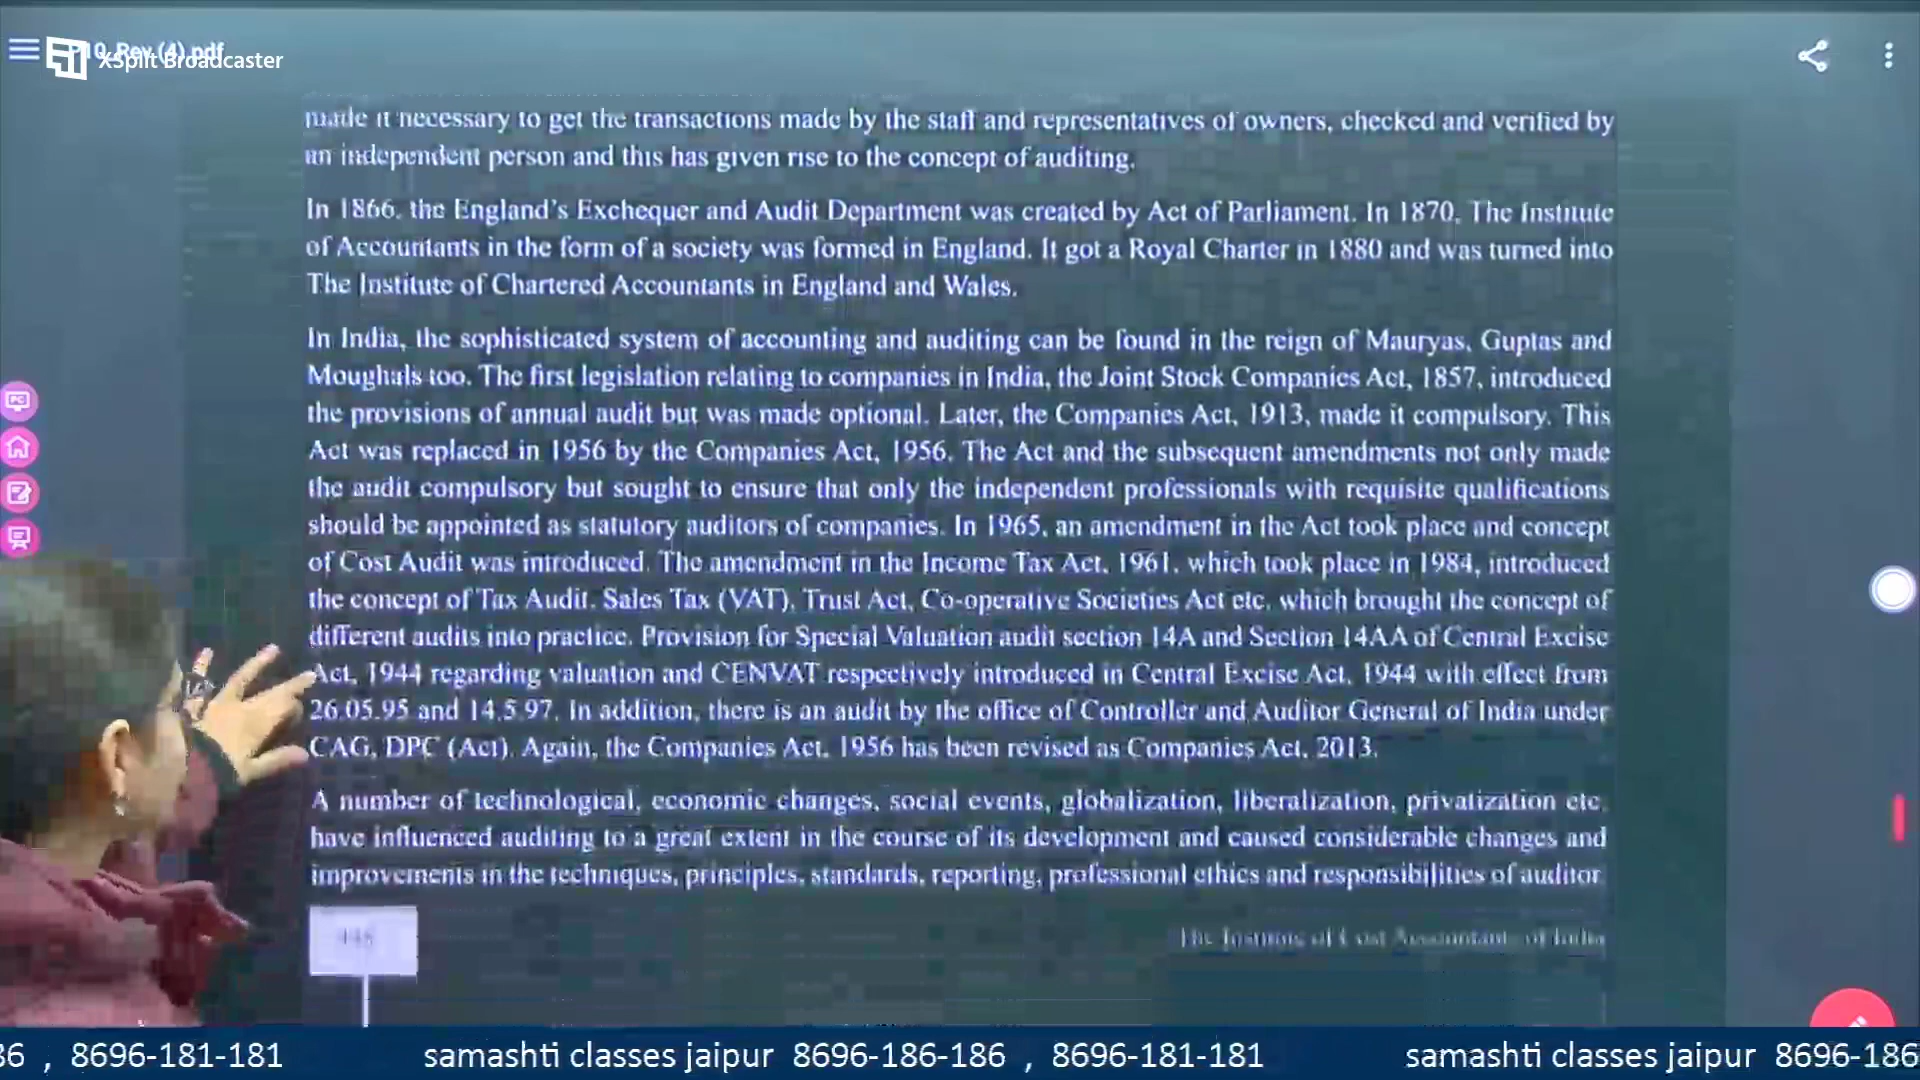 P10_Rev (4).pdf
XSplit Broadcaster
made it necessary to get the transactions made by the staff and representatives of owners, checked and verified by
an independent person and this has given rise to the concept of auditing.
In 1866, the England's Exchequer and Audit Department was created by Act of Parliament. In 1870, The Institute
of Accountants in the form of a society was formed in England. It got a Royal Charter in 1880 and was turned into
The Institute of Chartered Accountants in England and Wales.
In India, the sophisticated system of accounting and auditing can be found in the reign of Mauryas, Guptas and
Moughals too. The first legislation relating to companies in India, the Joint Stock Companies Act, 1857, introduced
the provisions of annual audit but was made optional. Later, the Companies Act, 1913, made it compulsory. This
Act was replaced in 1956 by the Companies Act, 1956. The Act and the subsequent amendments not only made
the audit compulsory but sought to ensure that only the independent professionals with requisite qualifications
should be appointed as statutory auditors of companies. In 1965, an amendment in the Act took place and concept
of Cost Audit was introduced. The amendment in the Income Tax Act, 1961, which took place in 1984, introduced
the concept of Tax Audit. Sales Tax (VAT), Trust Act, Co-operative Societies Act etc. which brought the concept of
different audits into practice. Provision for Special Valuation audit section 14A and Section 14AA of Central Excise
Act, 1944 regarding valuation and CENVAT respectively introduced in Central Excise Act, 1944 with effect from
26.05.95 and 14.5.97. In addition, there is an audit by the office of Controller and Auditor General of India under
CAG, DPC (Act). Again, the Companies Act, 1956 has been revised as Companies Act, 2013.
A number of technological, economic changes, social events, globalization, liberalization, privatization etc.
have influenced auditing to a great extent in the course of its development and caused considerable changes and
improvements in the techniques, principles, standards, reporting, professional ethics and responsibilities of auditor.
The Institute of Cost Accountants of India
86 , 8696-181-181 samashti classes jaipur 8696-186-186 , 8696-181-181 samashti classes jaipur 8696-186